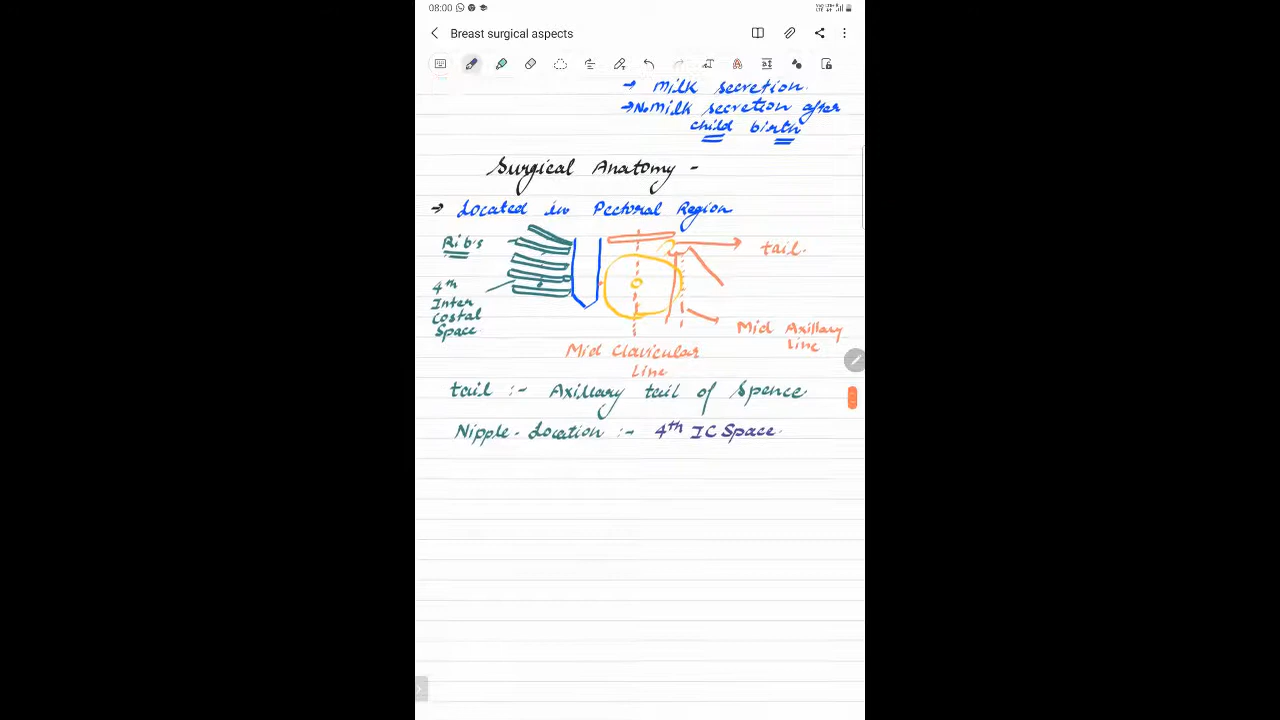 08:00
Breast surgical aspects
→ Milk secretion.
→ No milk secretion after
child birth
Surgical Anatomy -
→ Located in Pectoral Region
Ribs
tail.
4th
Inter
Costal
Space
Mid Axillary
Line
Mid Clavicular
Line
tail :- Axillary tail of Spence
Nipple - Location :- 4th IC Space.